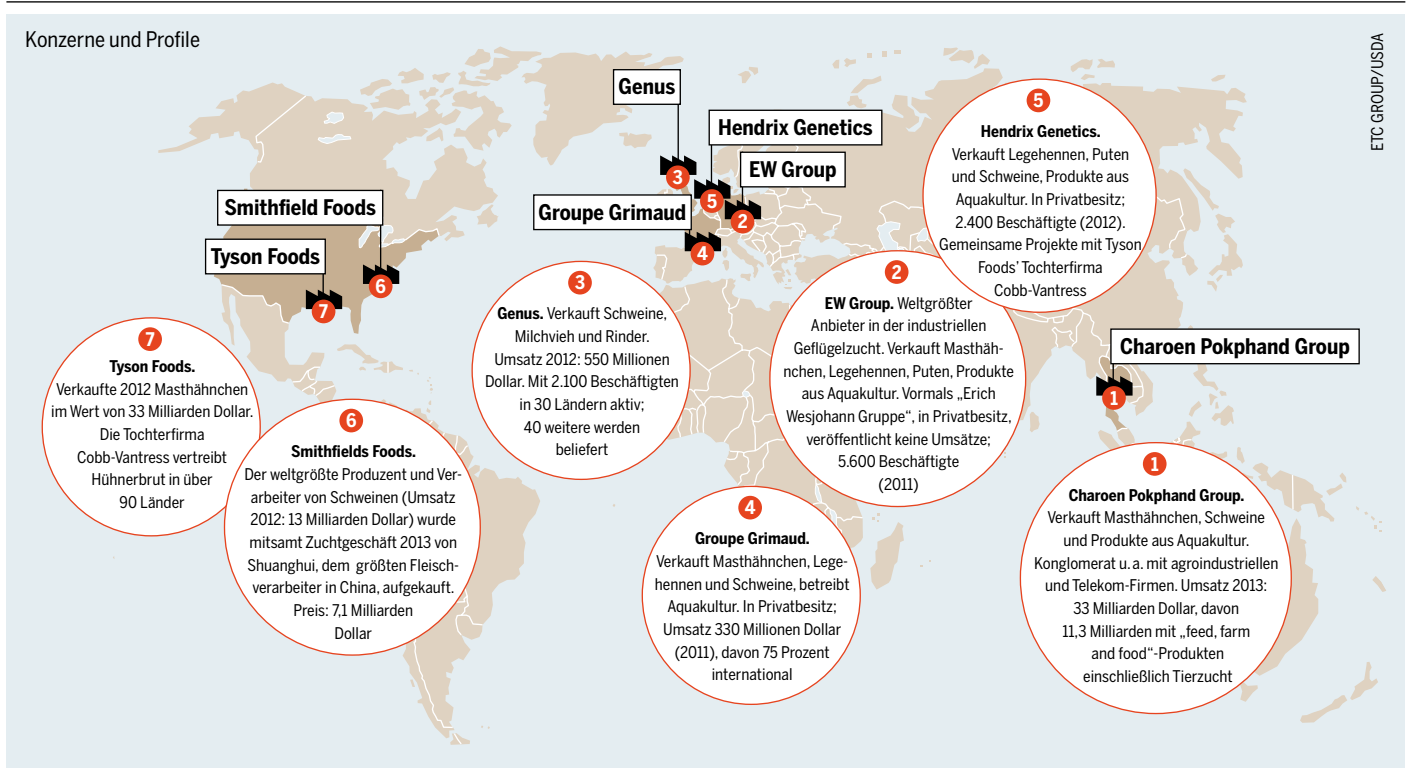 Konzerne und Profile
ETC GROUP/USDA
Genus
Hendrix Genetics
EW Group
Groupe Grimaud
Smithfield Foods
Tyson Foods
Charoen Pokphand Group
3
5
2
4
6
7
1
5
Hendrix Genetics.
Verkauft Legehennen, Puten
und Schweine, Produkte aus
Aquakultur. In Privatbesitz;
2.400 Beschäftigte (2012).
Gemeinsame Projekte mit Tyson
Foods’ Tochterfirma
Cobb-Vantress
3
Genus. Verkauft Schweine,
Milchvieh und Rinder.
Umsatz 2012: 550 Millionen
Dollar. Mit 2.100 Beschäftigten
in 30 Ländern aktiv;
40 weitere werden
beliefert
2
EW Group. Weltgrößter
Anbieter in der industriellen
Geflügelzucht. Verkauft Masthäh-
nchen, Legehennen, Puten, Produkte
aus Aquakultur. Vormals „Erich
Wesjohann Gruppe“, in Privatbesitz,
veröffentlicht keine Umsätze;
5.600 Beschäftigte
(2011)
7
Tyson Foods.
Verkaufte 2012 Masthähnchen
im Wert von 33 Milliarden Dollar.
Die Tochterfirma
Cobb-Vantress vertreibt
Hühnerbrut in über
90 Länder
6
Smithfields Foods.
Der weltgrößte Produzent und Ver-
arbeiter von Schweinen (Umsatz
2012: 13 Milliarden Dollar) wurde
mitsamt Zuchtgeschäft 2013 von
Shuanghui, dem größten Fleisch-
verarbeiter in China, aufgekauft.
Preis: 7,1 Milliarden
Dollar
4
Groupe Grimaud.
Verkauft Masthähnchen, Lege-
hennen und Schweine, betreibt
Aquakultur. In Privatbesitz;
Umsatz 330 Millionen Dollar
(2011), davon 75 Prozent
international
1
Charoen Pokphand Group.
Verkauft Masthähnchen, Schweine
und Produkte aus Aquakultur.
Konglomerat u. a. mit agroindustriellen
und Telekom-Firmen. Umsatz 2013:
33 Milliarden Dollar, davon
11,3 Milliarden mit „feed, farm
and food“-Produkten
einschließlich Tierzucht